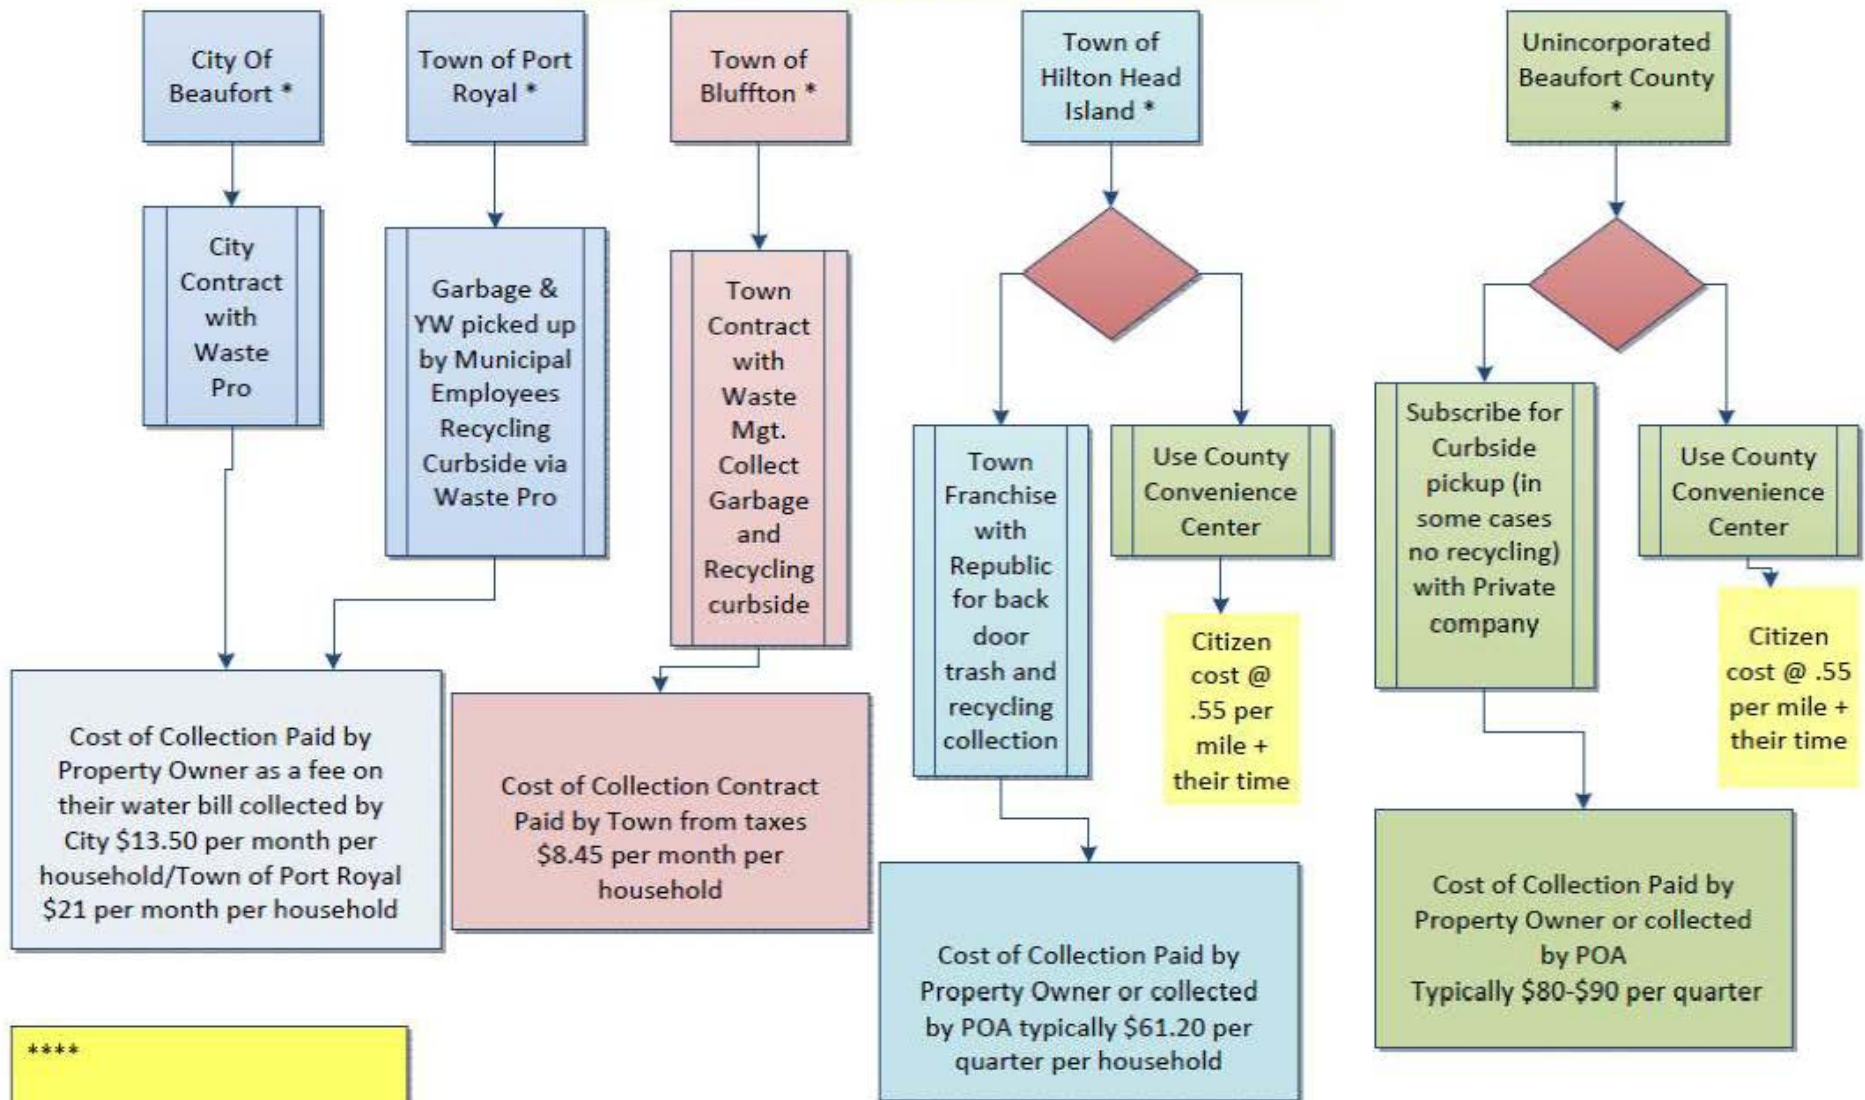 City Of
Beaufort *
Town of Port
Royal *
Town of
Bluffton *
Town of
Hilton Head
Island *
Unincorporated
Beaufort County
*
City
Contract
with
Waste
Pro
Garbage &
YW picked up
by Municipal
Employees
Recycling
Curbside via
Waste Pro
Town
Contract
with
Waste
Mgt.
Collect
Garbage
and
Recycling
curbside
Town
Franchise
with
Republic
for back
door
trash and
recycling
collection
Use County
Convenience
Center
Subscribe for
Curbside
pickup (in
some cases
no recycling)
with Private
company
Use County
Convenience
Center
Citizen
cost @
.55 per
mile +
their time
Citizen
cost @ .55
per mile +
their time
Cost of Collection Paid by
Property Owner as a fee on
their water bill collected by
City $13.50 per month per
household/Town of Port Royal
$21 per month per household
Cost of Collection Contract
Paid by Town from taxes
$8.45 per month per
household
Cost of Collection Paid by
Property Owner or collected
by POA typically $61.20 per
quarter per household
Cost of Collection Paid by
Property Owner or collected
by POA
Typically $80-$90 per quarter
****